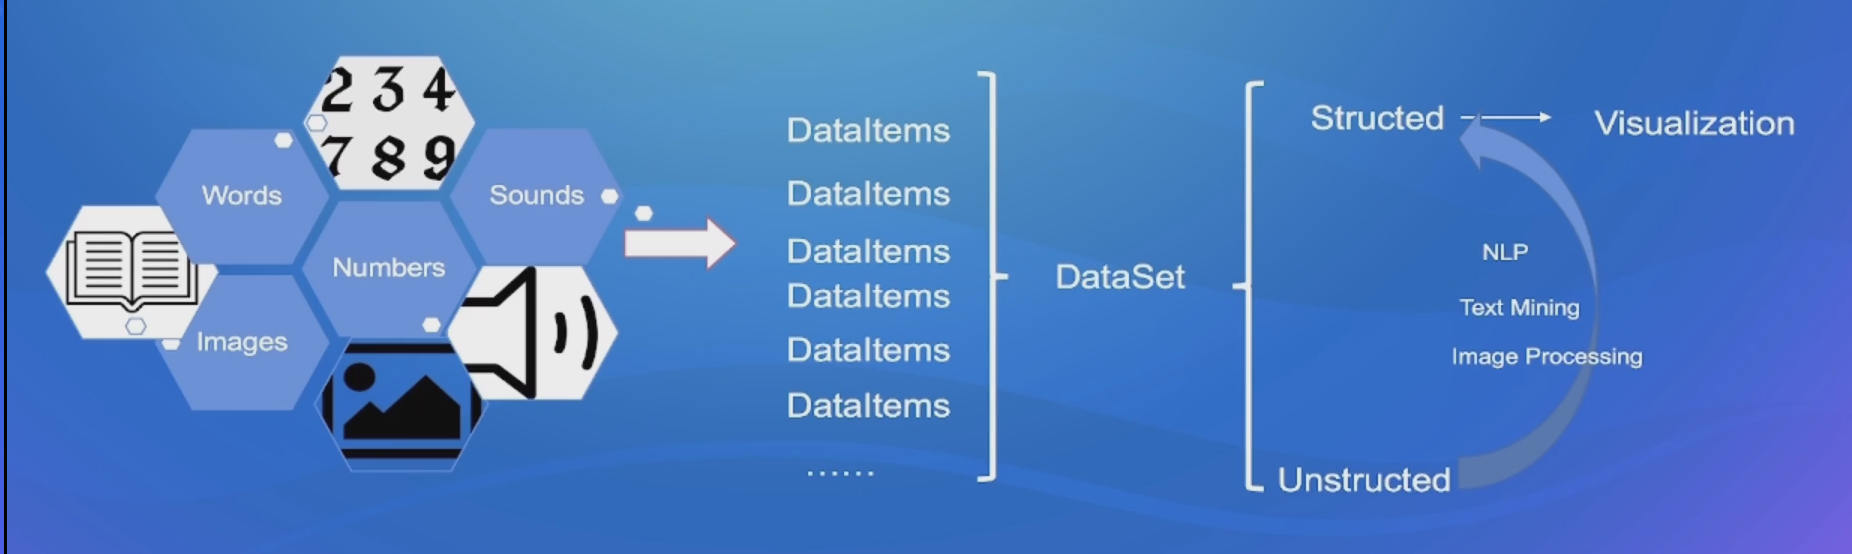 2 3 4
7 8 9
Words
Sounds
Numbers
Images
DataItems
DataItems
DataItems
DataItems
DataItems
DataItems
......
DataSet
Structed
Visualization
NLP
Text Mining
Image Processing
Unstructed